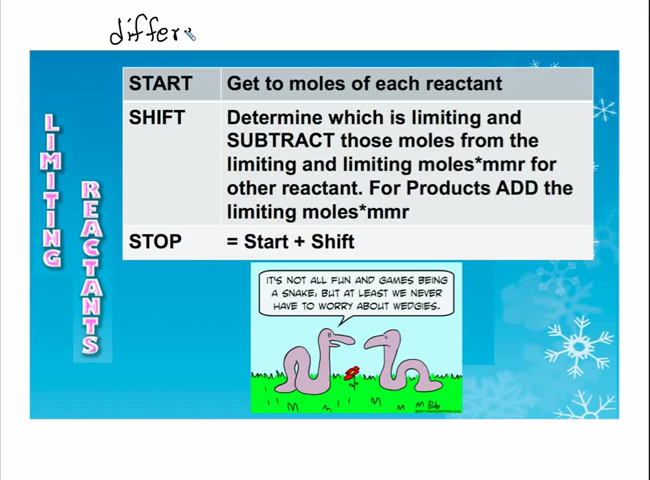 differ
LIMITING
REACTANTS
START Get to moles of each reactant
SHIFT Determine which is limiting and
SUBTRACT those moles from the
limiting and limiting moles*mmr for
other reactant. For Products ADD the
limiting moles*mmr
STOP = Start + Shift
IT'S NOT ALL FUN AND GAMES BEING
A SNAKE, BUT AT LEAST WE NEVER
HAVE TO WORRY ABOUT WEDGIES.